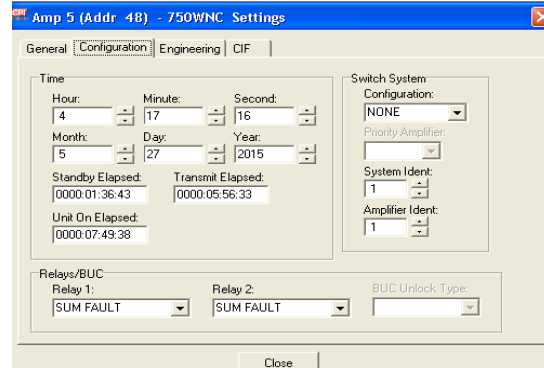 CPI Amp 5 (Addr 48) - 750WNC Settings
General Configuration Engineering CIF
Time
Hour: Minute: Second:
4 17 16
Month: Day: Year:
5 27 2015
Standby Elapsed: Transmit Elapsed:
0000:01:36:43 0000:05:56:33
Unit On Elapsed:
0000:07:49:38
Switch System
Configuration:
NONE
Priority Amplifier:
System Ident:
1
Amplifier Ident:
1
Relays/BUC
Relay 1: Relay 2: BUC Unlock Type:
SUM FAULT SUM FAULT
Close